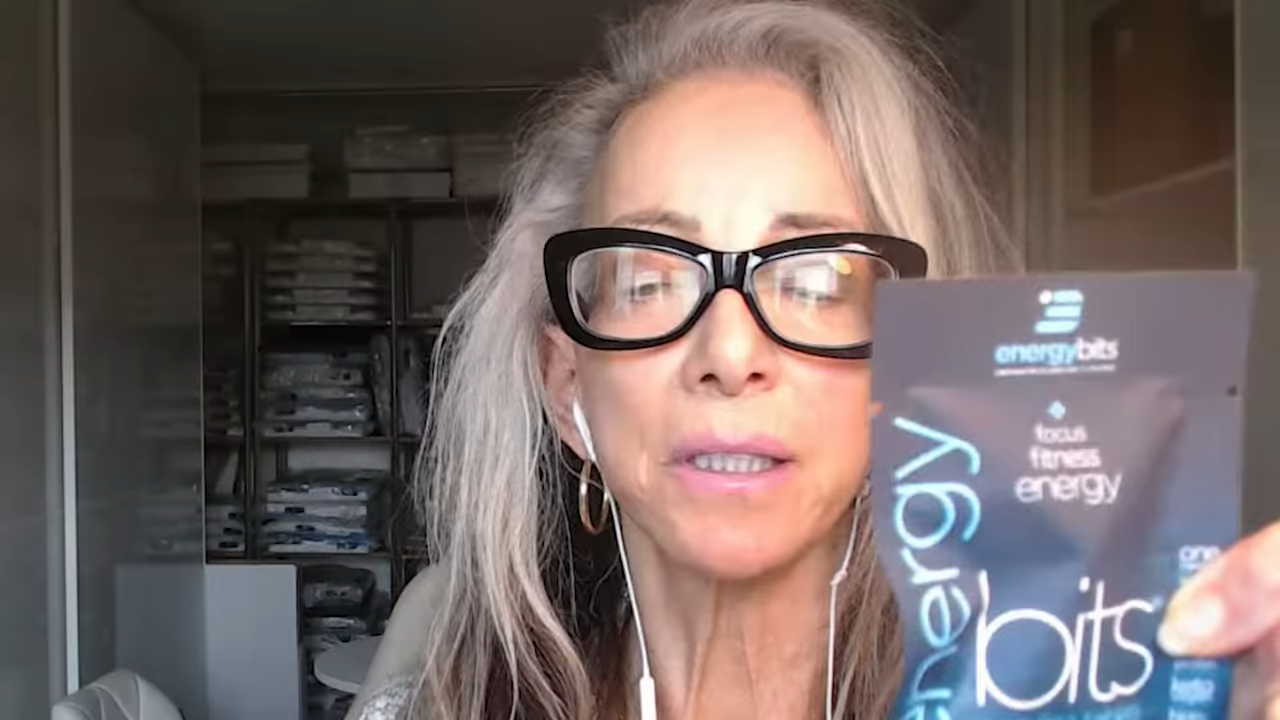 energybits
focus
fitness
energy
energy
bits
one